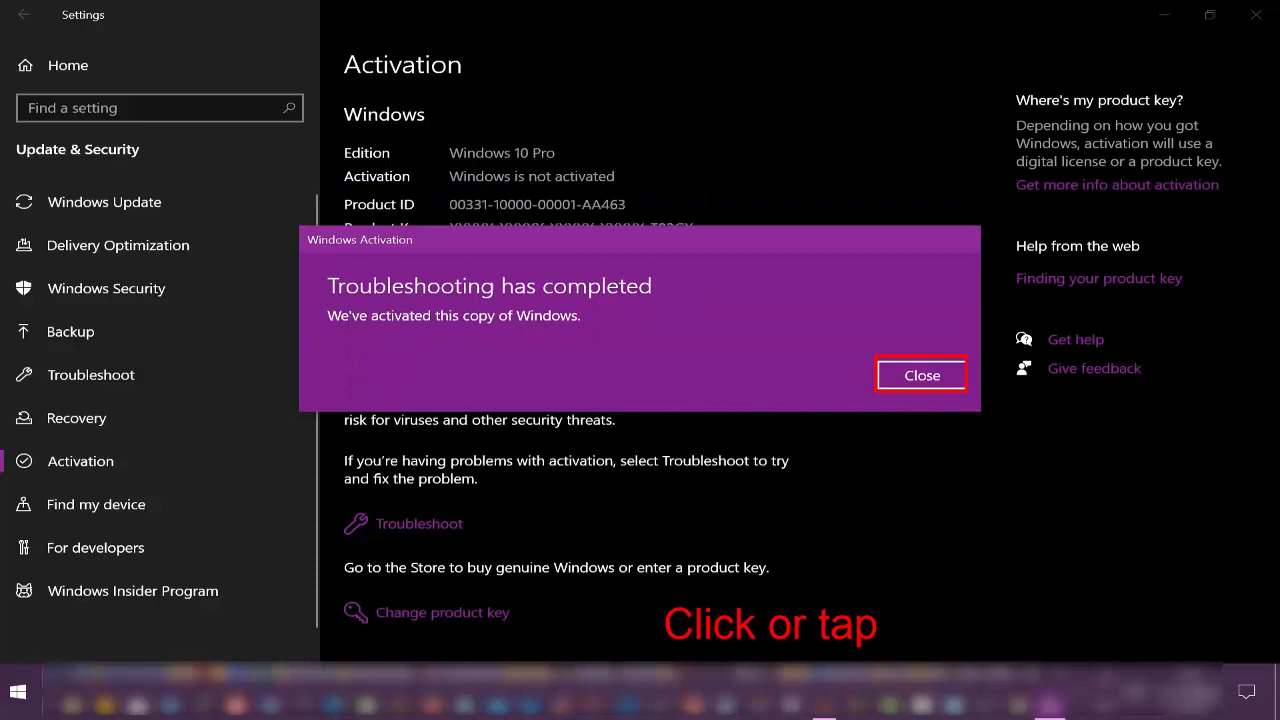 Settings
Home
Find a setting
Update & Security
Windows Update
Delivery Optimization
Windows Security
Backup
Troubleshoot
Recovery
Activation
Find my device
For developers
Windows Insider Program
Activation
Windows
Edition Windows 10 Pro
Activation Windows is not activated
Product ID 00331-10000-00001-AA463
Windows Activation
Troubleshooting has completed
We've activated this copy of Windows.
Close
risk for viruses and other security threats.
If you're having problems with activation, select Troubleshoot to try
and fix the problem.
Troubleshoot
Go to the Store to buy genuine Windows or enter a product key.
Change product key
Click or tap
Where's my product key?
Depending on how you got
Windows, activation will use a
digital license or a product key.
Get more info about activation
Help from the web
Finding your product key
Get help
Give feedback